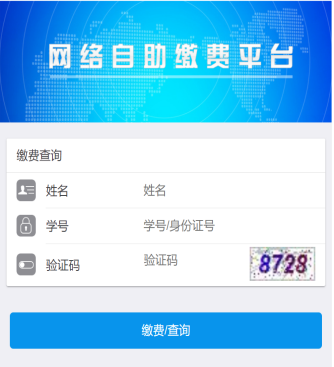 网络自助缴费平台
缴费查询
姓名 姓名
学号 学号/身份证号
验证码 验证码 8728
缴费/查询